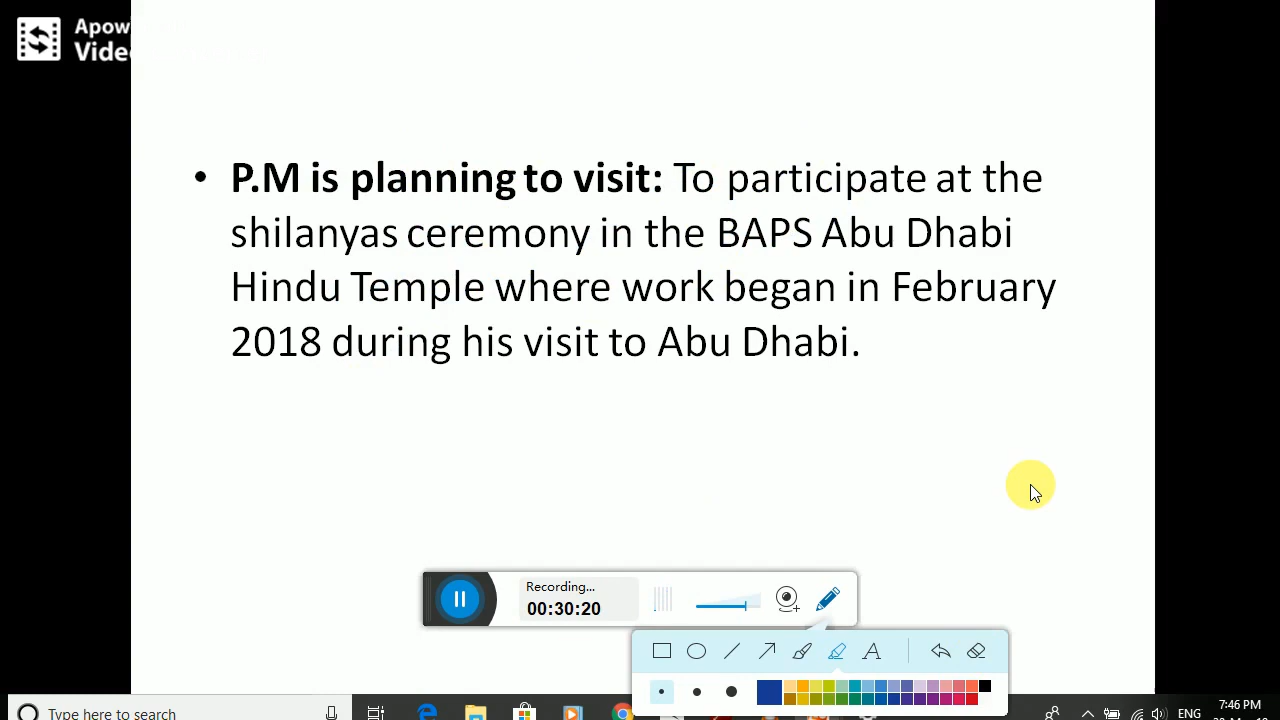 Apow
Vide
• P.M is planning to visit: To participate at the
shilanyas ceremony in the BAPS Abu Dhabi
Hindu Temple where work began in February
2018 during his visit to Abu Dhabi.
Recording...
00:30:20
A
Type here to search
ENG
7:46 PM